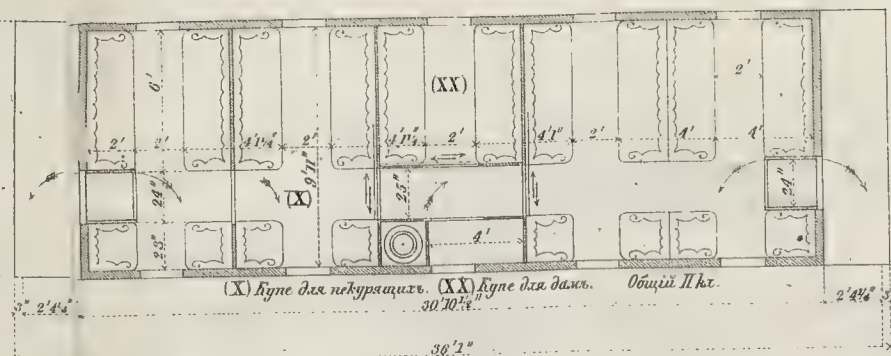 (XX)
6'
2'
2' 2' 4' 1¼" 2' 4' 1¼" 2' 4' 1" 2' 4' 4'
9' 11"
24" (X) 25" 24"
23" 4'
(X) Купе для некурящихъ. (XX) Купе для дамъ. Общій II кл.
3" 2' 4¼" 30' 10½" 2' 4¼" 3"
36' 1"